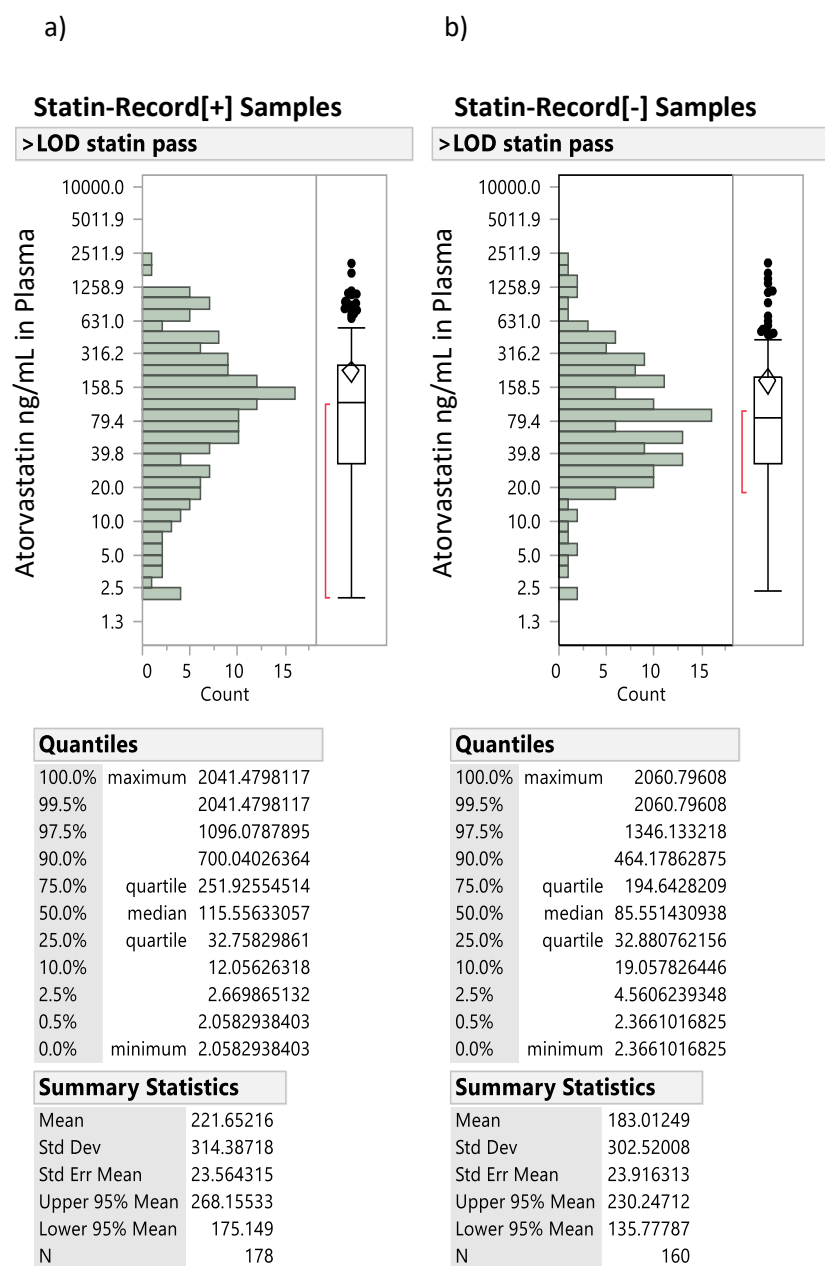 a)
b)
Statin-Record[+] Samples
>LOD statin pass
Atorvastatin ng/mL in Plasma
10000.0
5011.9
2511.9
1258.9
631.0
316.2
158.5
79.4
39.8
20.0
10.0
5.0
2.5
1.3
0 5 10 15
Count
Quantiles
100.0% maximum 2041.4798117
99.5% 2041.4798117
97.5% 1096.0787895
90.0% 700.04026364
75.0% quartile 251.92554514
50.0% median 115.55633057
25.0% quartile 32.75829861
10.0% 12.05626318
2.5% 2.669865132
0.5% 2.0582938403
0.0% minimum 2.0582938403
Summary Statistics
Mean 221.65216
Std Dev 314.38718
Std Err Mean 23.564315
Upper 95% Mean 268.15533
Lower 95% Mean 175.149
N 178
Statin-Record[-] Samples
>LOD statin pass
Atorvastatin ng/mL in Plasma
10000.0
5011.9
2511.9
1258.9
631.0
316.2
158.5
79.4
39.8
20.0
10.0
5.0
2.5
1.3
0 5 10 15
Count
Quantiles
100.0% maximum 2060.79608
99.5% 2060.79608
97.5% 1346.133218
90.0% 464.17862875
75.0% quartile 194.6428209
50.0% median 85.551430938
25.0% quartile 32.880762156
10.0% 19.057826446
2.5% 4.5606239348
0.5% 2.3661016825
0.0% minimum 2.3661016825
Summary Statistics
Mean 183.01249
Std Dev 302.52008
Std Err Mean 23.916313
Upper 95% Mean 230.24712
Lower 95% Mean 135.77787
N 160